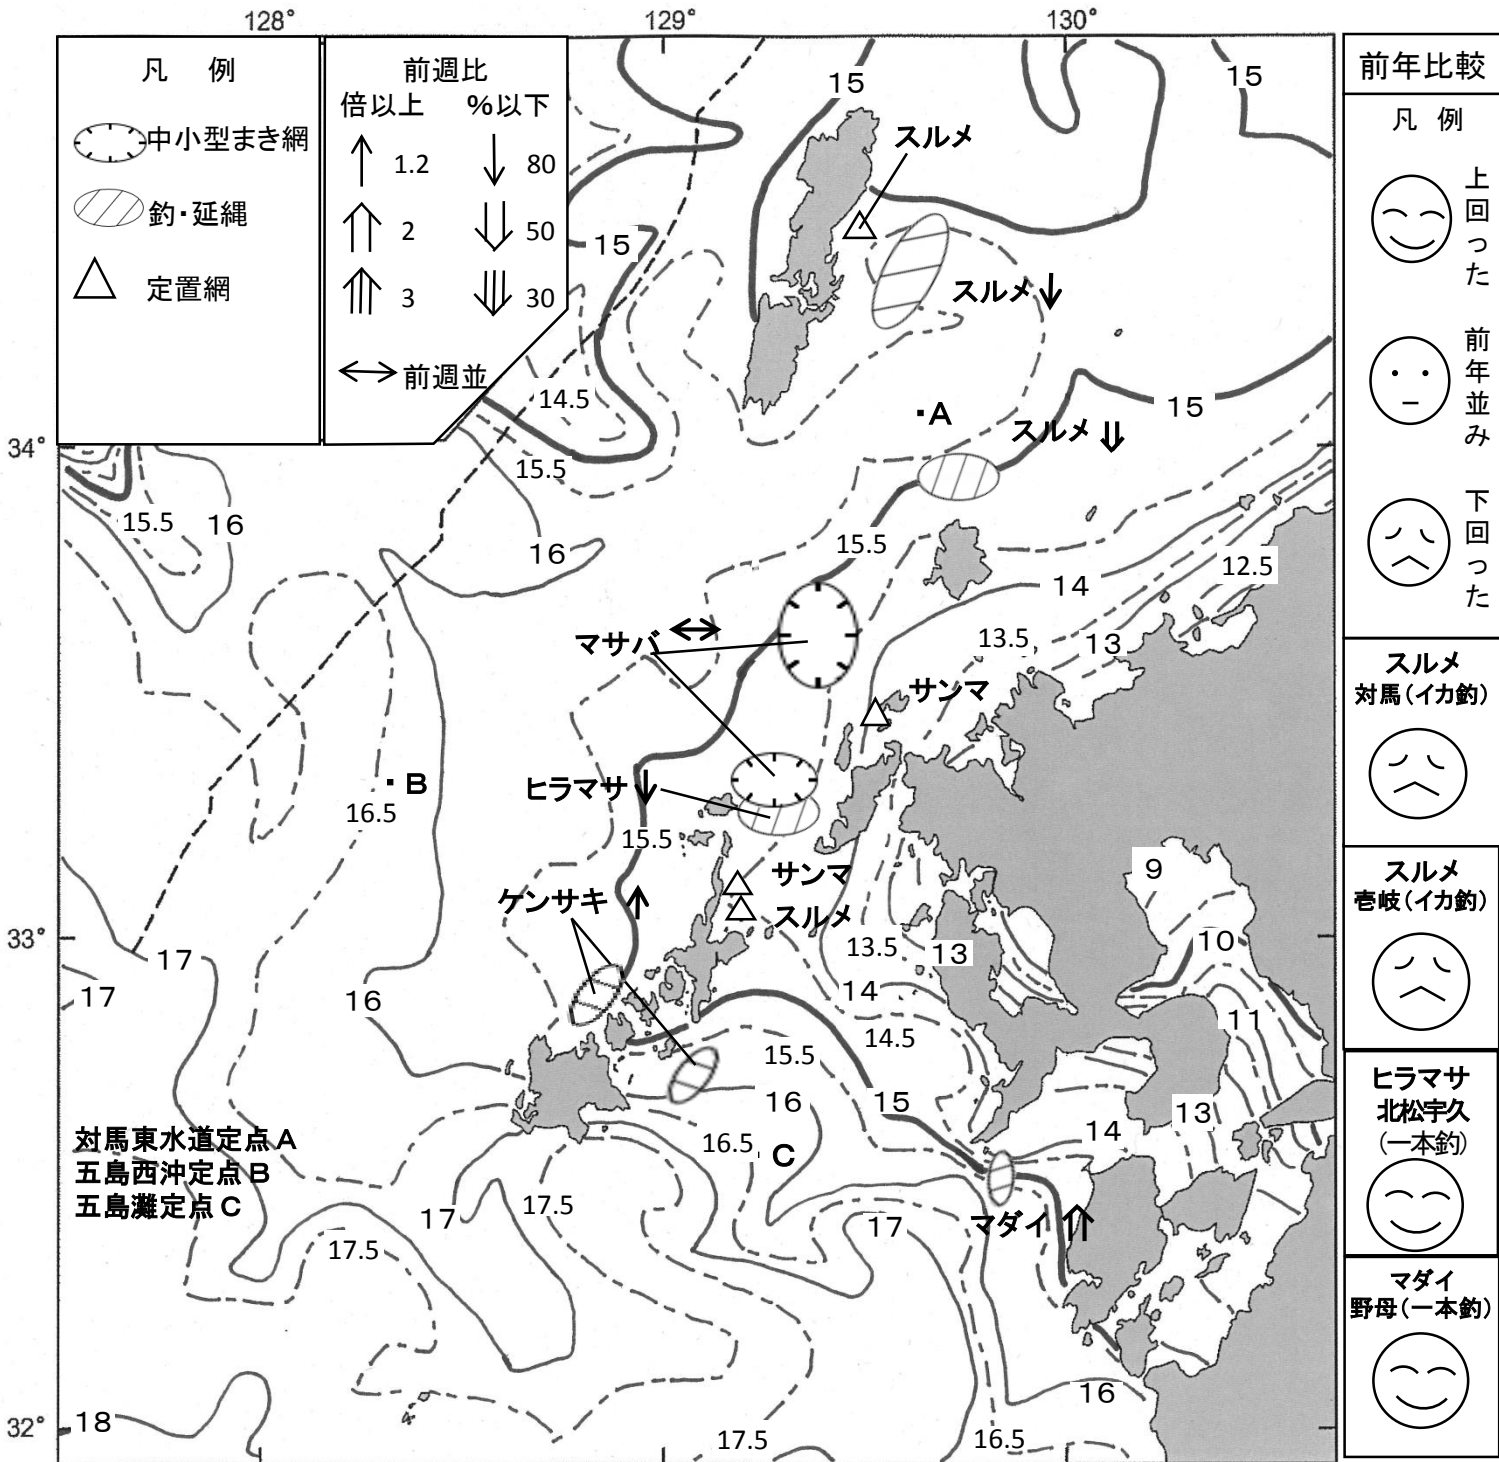 128°
129°
130°
凡 例
中小型まき網
釣・延縄
定置網
前週比
倍以上 %以下
1.2 80
2 50
3 30
前週並
前年比較
凡 例
上回った
前年並み
下回った
スルメ
対馬(イカ釣)
スルメ
壱岐(イカ釣)
ヒラマサ
北松宇久
(一本釣)
マダイ
野母(一本釣)
15
15
スルメ
15
スルメ
14.5
A
15
スルメ
34°
15.5
15.5
16
16
15.5
12.5
14
マサバ
13.5
13
サンマ
B
ヒラマサ
16.5
15.5
サンマ
9
ケンサキ
スルメ
33°
13.5
13
10
17
17
16
14
11
14.5
15.5
16
15
13
14
対馬東水道定点A
五島西沖定点B
五島灘定点C
16.5
C
17
17.5
17
マダイ
17.5
16
32°
18
17.5
16.5